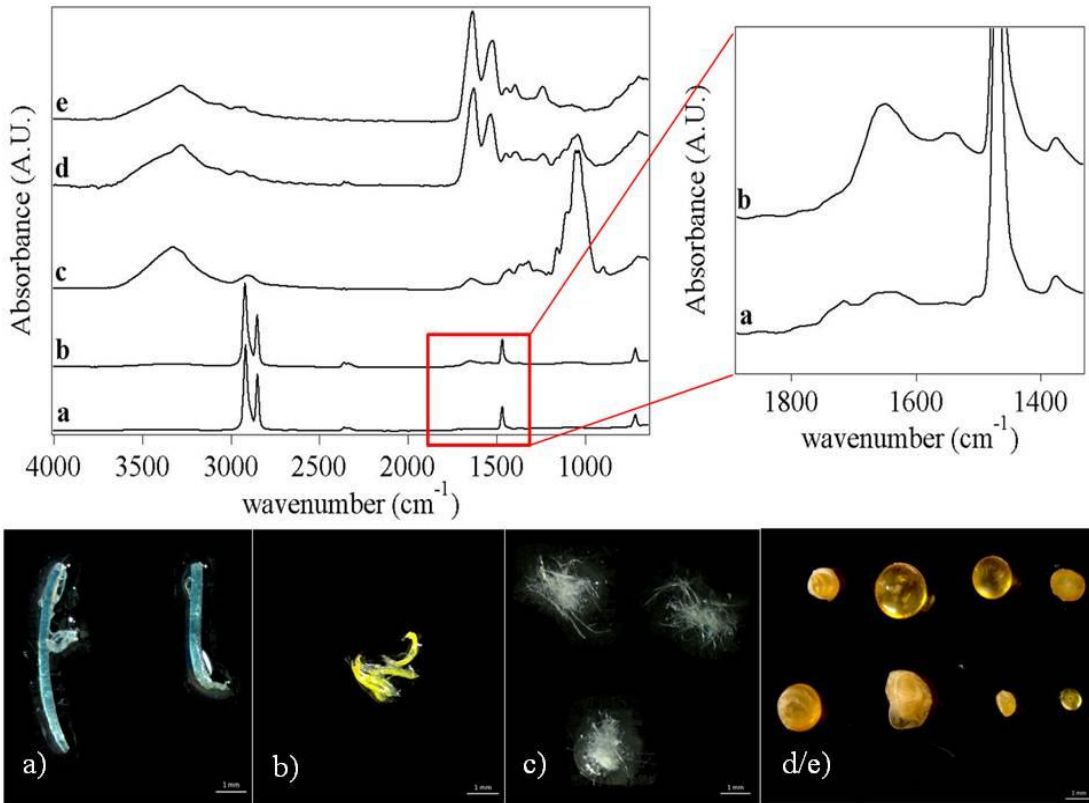 Absorbance (A.U.)
e
d
c
b
a
4000 3500 3000 2500 2000 1500 1000
wavenumber (cm⁻¹)
Absorbance (A.U.)
b
a
1800 1600 1400
wavenumber (cm⁻¹)
a)
1 mm
b)
1 mm
c)
1 mm
d/e)
1 mm